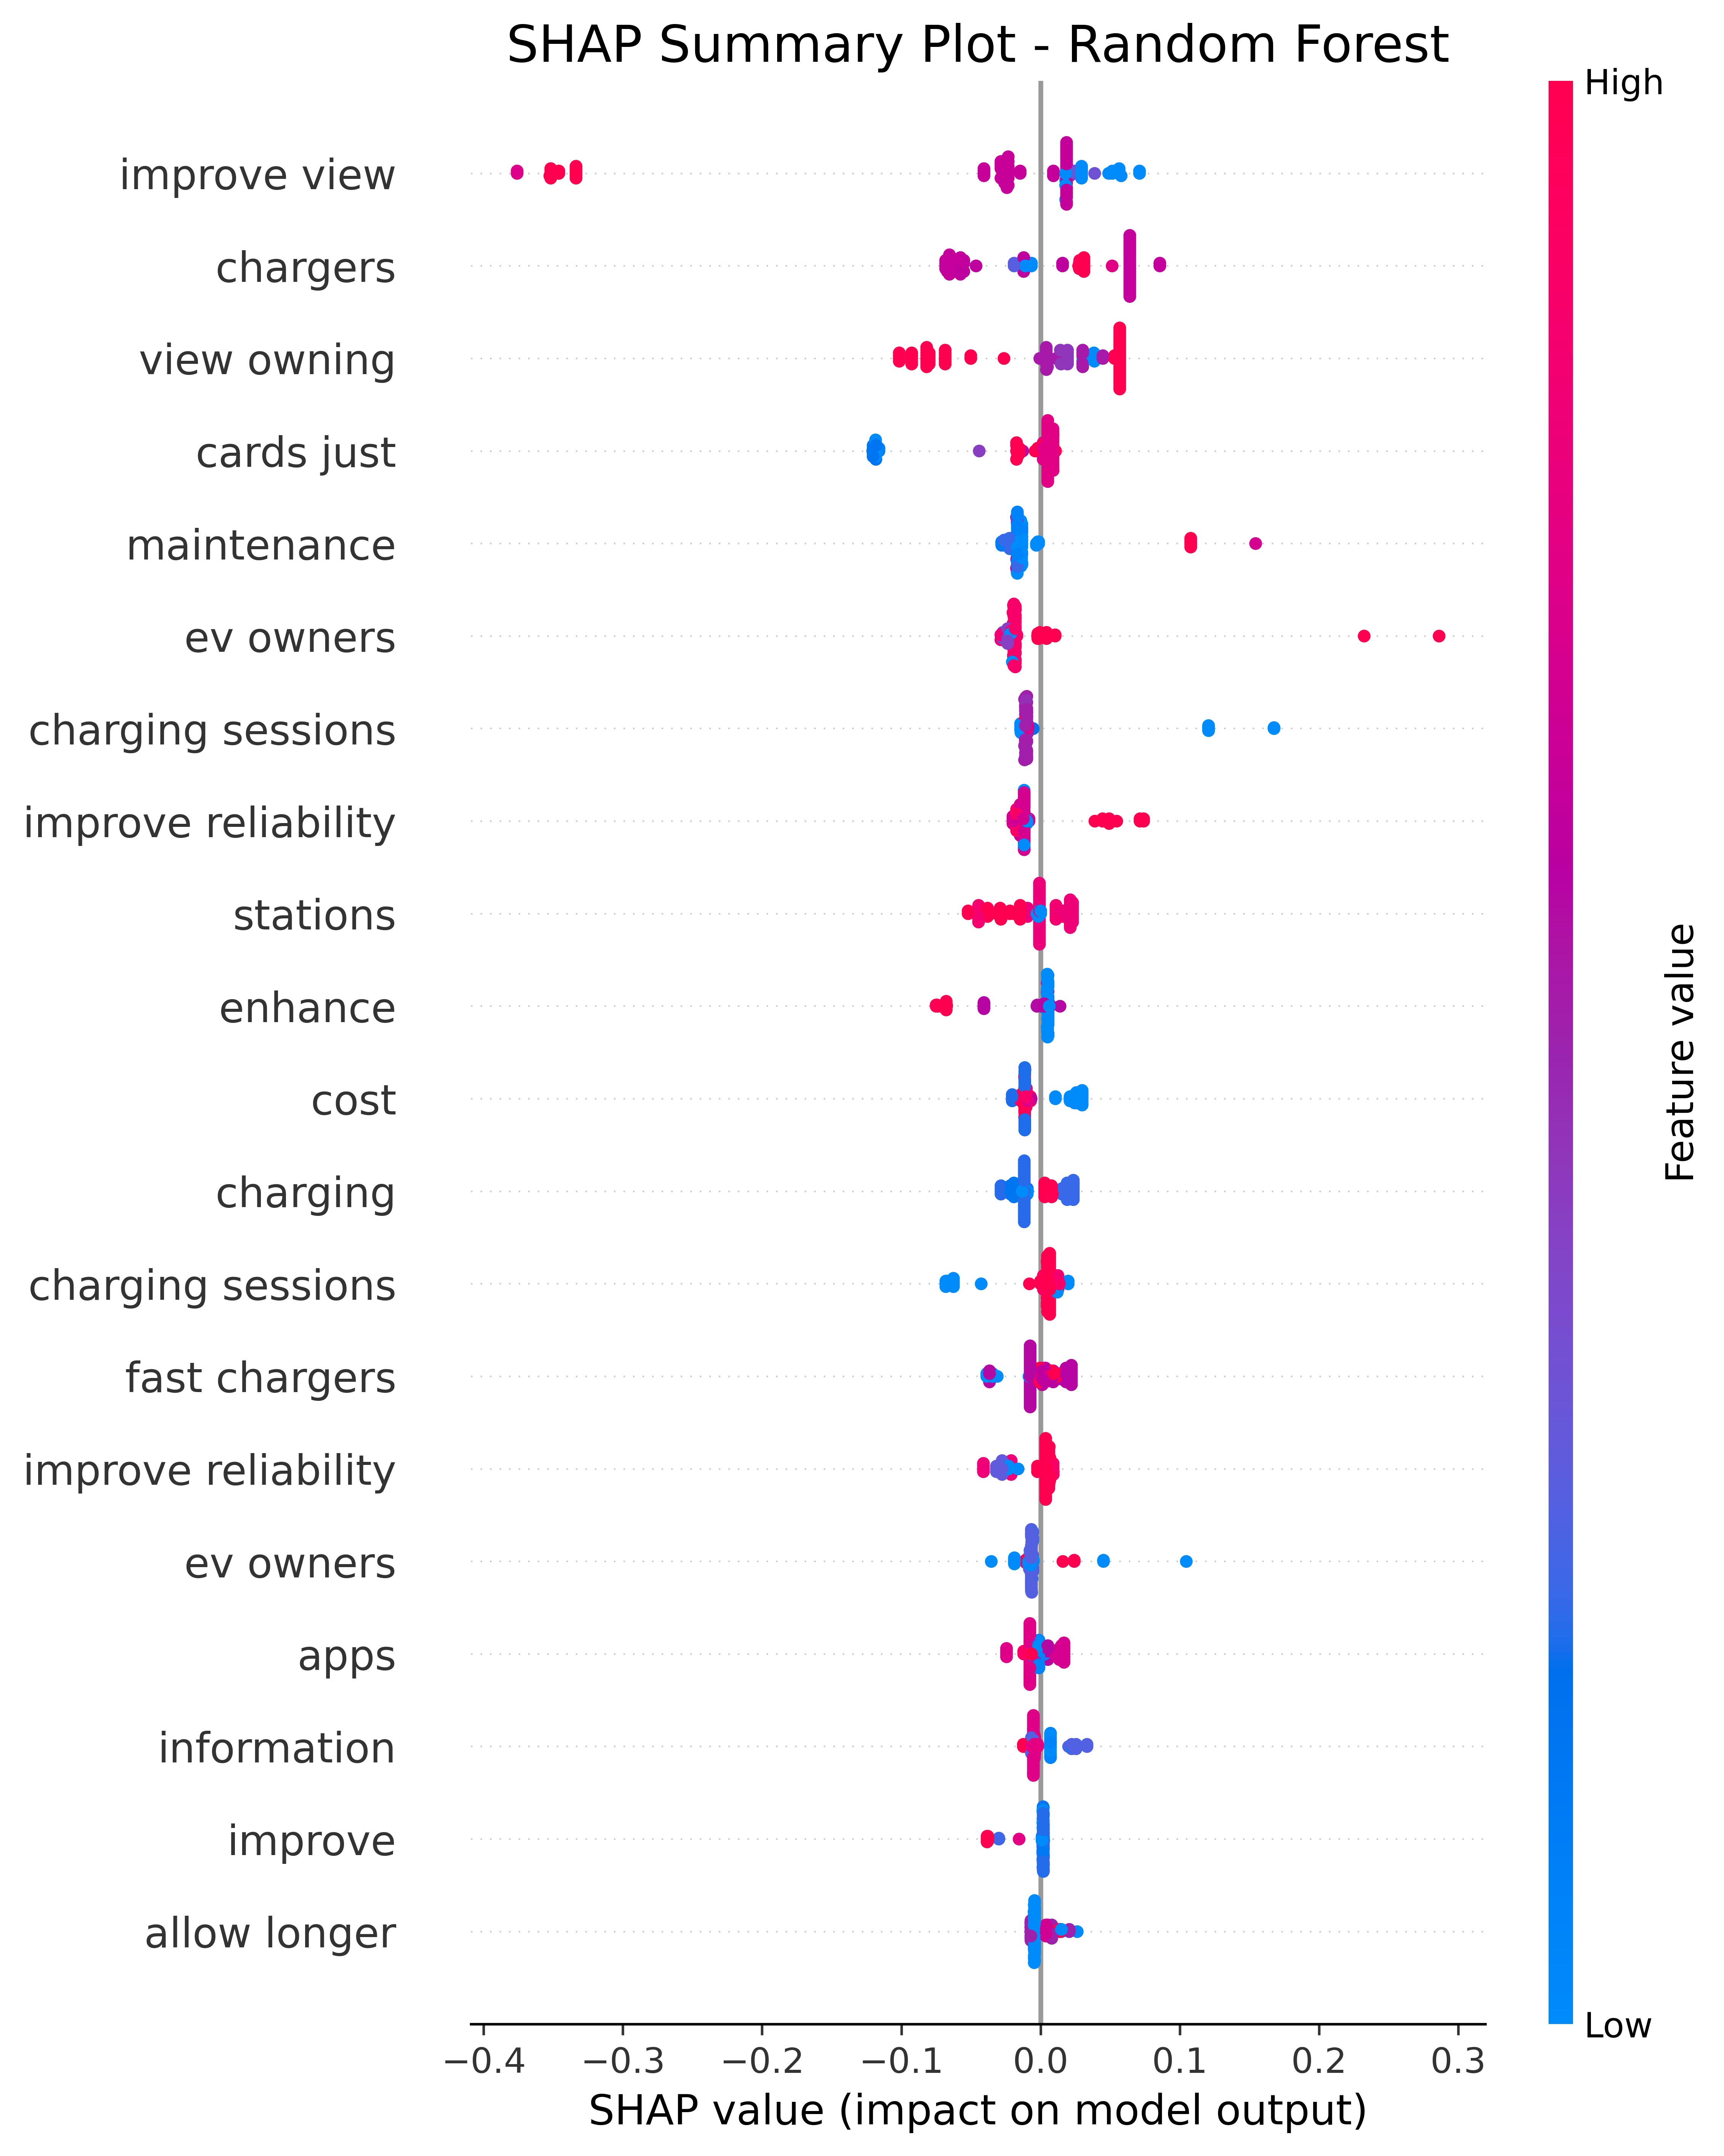 SHAP Summary Plot - Random Forest
High
improve view
chargers
view owning
cards just
maintenance
ev owners
charging sessions
improve reliability
stations
enhance
cost
charging
charging sessions
fast chargers
improve reliability
ev owners
apps
information
improve
allow longer
Feature value
Low
−0.4 −0.3 −0.2 −0.1 0.0 0.1 0.2 0.3
SHAP value (impact on model output)